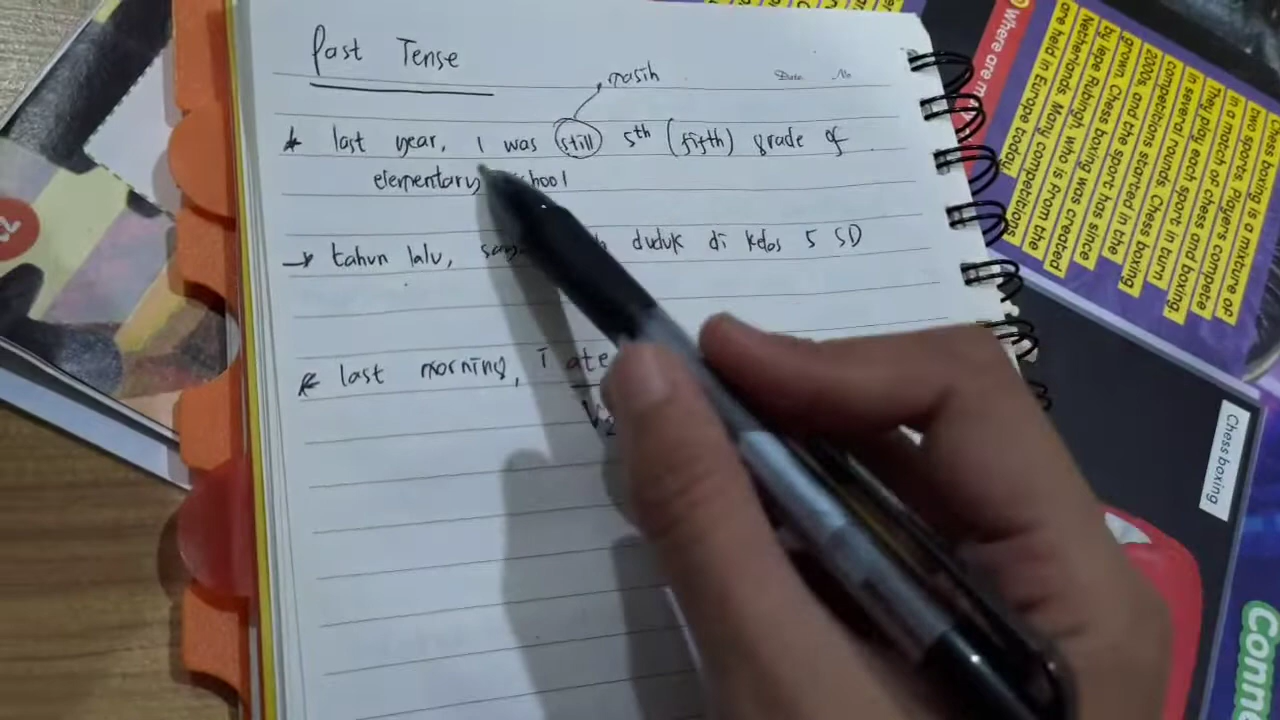 Past Tense
masih
Date No
last year, I was still 5th (fifth) grade of
elementary school
→ tahun lalu, duduk di kelas 5 SD
last morning, I ate
V2
Where are
Chess boxing is a mixture of
two sports. Players compete
in a match of chess and boxing.
They play each sport in turn
in several rounds. Chess boxing
competitions started in the
2000s, and the sport has since
grown. Chess boxing was created
by Iepe Rubingh, who is from the
Netherlands. Many competitions
are held in Europe today.
Chess boxing
Conne